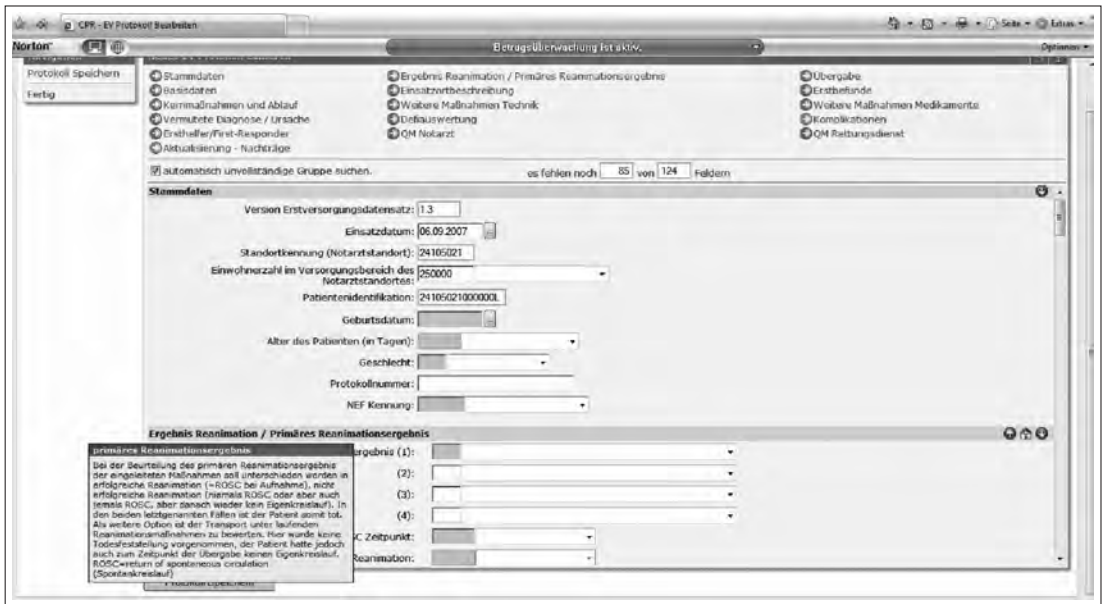 CPR - EV Protokoll Bearbeiten
Seite Extras
Norton Betrugsüberwachung ist aktiv. Optionen
Protokoll Speichern
Fertig
Stammdaten Ergebnis Reanimation / Primäres Reanimationsergebnis Übergabe
Basisdaten Einsatzortbeschreibung Erstbefunde
Kernmaßnahmen und Ablauf Weitere Maßnahmen Technik Weitere Maßnahmen Medikamente
Vermutete Diagnose / Ursache Defiauswertung Komplikationen
Ersthelfer/First-Responder QM Notarzt QM Rettungsdienst
Aktualisierung - Nachträge
automatisch unvollständige Gruppe suchen. es fehlen noch 85 von 124 Feldern
Stammdaten
Version Erstversorgungsdatensatz: 1.3
Einsatzdatum: 06.09.2007 ...
Standortkennung (Notarztstandort): 24105021
Einwohnerzahl im Versorgungsbereich des 250000
Notarztstandortes:
Patientenidentifikation: 24105021000000L
Geburtsdatum: ...
Alter des Patienten (in Tagen):
Geschlecht:
Protokollnummer:
NEF Kennung:
Ergebnis Reanimation / Primäres Reanimationsergebnis
ergebnis (1):
(2):
(3):
(4):
C Zeitpunkt:
Reanimation:
primäres Reanimationsergebnis
Bei der Beurteilung des primären Reanimationsergebnis
der eingeleiteten Maßnahmen soll unterschieden werden in
erfolgreiche Reanimation (=ROSC bei Aufnahme), nicht
erfolgreiche Reanimation (niemals ROSC oder aber auch
jemals ROSC, aber danach wieder kein Eigenkreislauf). In
den beiden letztgenannten Fällen ist der Patient somit tot.
Als weitere Option ist der Transport unter laufenden
Reanimationsmaßnahmen zu bewerten. Hier wurde keine
Todesfeststellung vorgenommen, der Patient hatte jedoch
auch zum Zeitpunkt der Übergabe keinen Eigenkreislauf.
ROSC=return of spontaneous circulation
(Spontankreislauf)